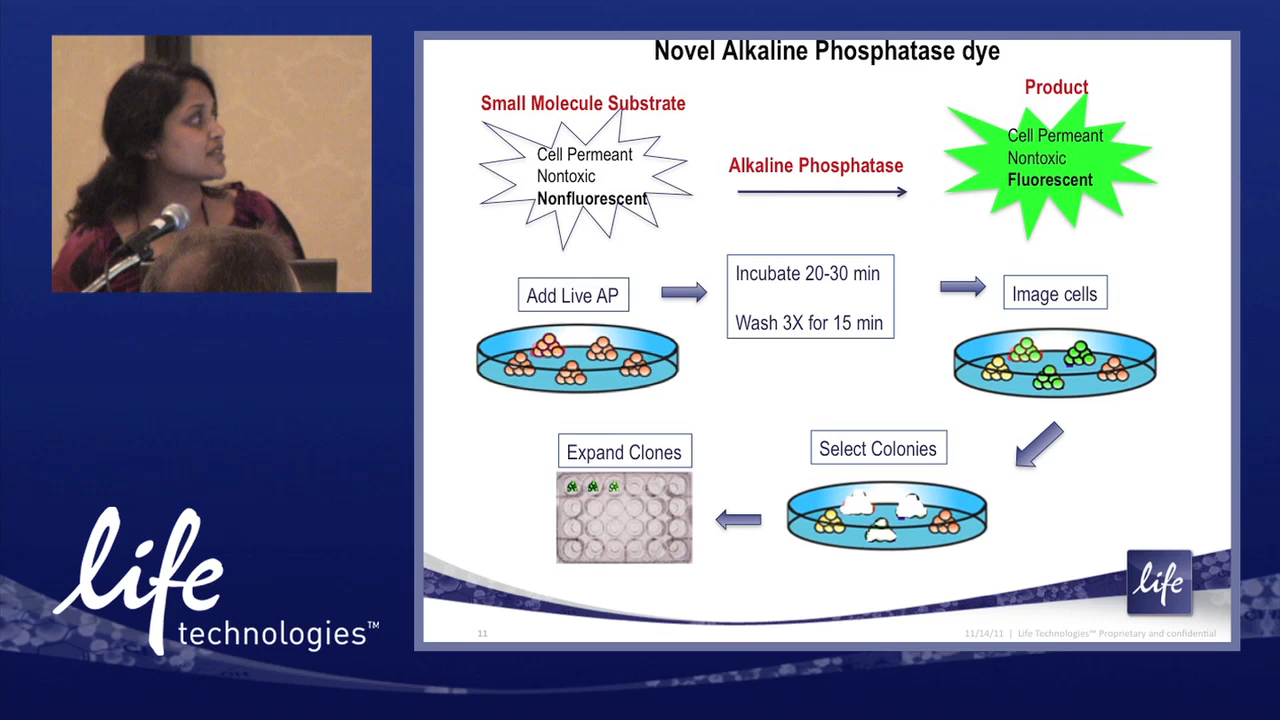 Novel Alkaline Phosphatase dye
Small Molecule Substrate
Product
Cell Permeant
Nontoxic
Nonfluorescent
Alkaline Phosphatase
Cell Permeant
Nontoxic
Fluorescent
Add Live AP
Incubate 20-30 min
Wash 3X for 15 min
Image cells
Expand Clones
Select Colonies
life
technologies™
life
11
11/14/11 | Life Technologies™ Proprietary and confidential